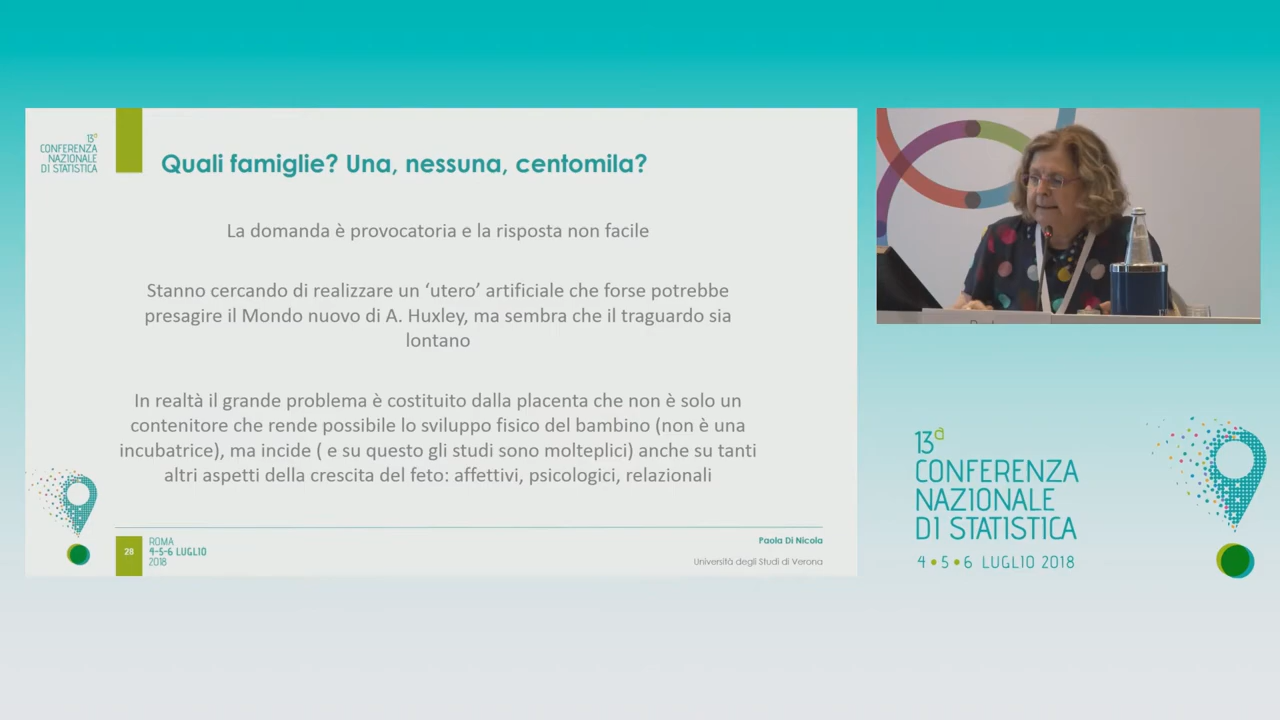 13ª
CONFERENZA
NAZIONALE
DI STATISTICA
Quali famiglie? Una, nessuna, centomila?
La domanda è provocatoria e la risposta non facile
Stanno cercando di realizzare un ‘utero’ artificiale che forse potrebbe
presagire il Mondo nuovo di A. Huxley, ma sembra che il traguardo sia
lontano
In realtà il grande problema è costituito dalla placenta che non è solo un
contenitore che rende possibile lo sviluppo fisico del bambino (non è una
incubatrice), ma incide ( e su questo gli studi sono molteplici) anche su tanti
altri aspetti della crescita del feto: affettivi, psicologici, relazionali
28
ROMA
4-5-6 LUGLIO
2018
Paola Di Nicola
Università degli Studi di Verona
13ª
CONFERENZA
NAZIONALE
DI STATISTICA
4•5•6 LUGLIO 2018